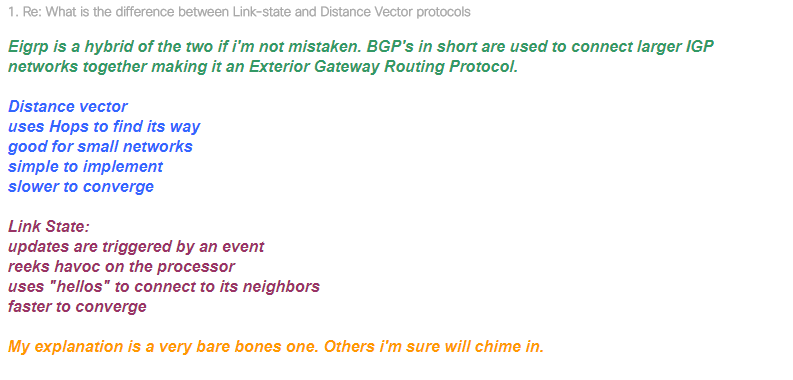 1. Re: What is the difference between Link-state and Distance Vector protocols
Eigrp is a hybrid of the two if i'm not mistaken. BGP's in short are used to connect larger IGP
networks together making it an Exterior Gateway Routing Protocol.
Distance vector
uses Hops to find its way
good for small networks
simple to implement
slower to converge
Link State:
updates are triggered by an event
reeks havoc on the processor
uses "hellos" to connect to its neighbors
faster to converge
My explanation is a very bare bones one. Others i'm sure will chime in.